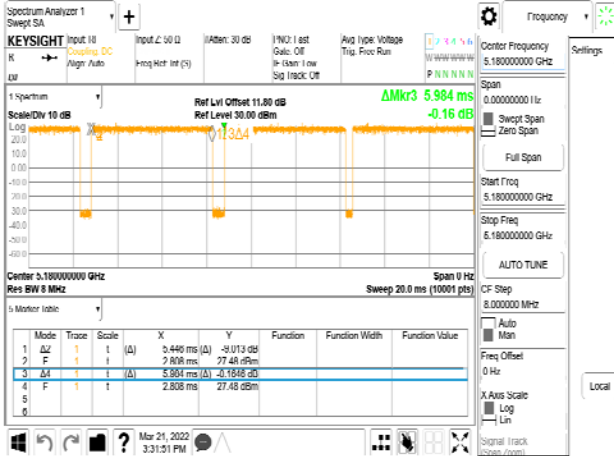 Spectrum Analyzer 1
Swept SA
+
Frequency
KEYSIGHT
Input: RF
Coupling: DC
Align: Auto
Input Z: 50 Ω
Freq Ref: Int (S)
#Atten: 30 dB
PNO: Fast
Gate: Off
IF Gain: Low
Sig Track: Off
Avg Type: Voltage
Trig: Free Run
1 2 3 4 5 6
W W W W W W
P N N N N N
Center Frequency
5.180000000 GHz
Settings
1 Spectrum
Scale/Div 10 dB
Ref Lvl Offset 11.80 dB
Ref Level 30.00 dBm
ΔMkr3 5.984 ms
-0.16 dB
Span
0.00000000 Hz
Swept Span
Zero Span
Full Span
Log
20.0
10.0
0.00
-10.0
-20.0
-30.0
-40.0
-50.0
-60.0
Start Freq
5.180000000 GHz
Stop Freq
5.180000000 GHz
AUTO TUNE
Center 5.180000000 GHz
Res BW 8 MHz
Span 0 Hz
Sweep 20.0 ms (10001 pts)
CF Step
8.000000 MHz
Auto
Man
5 Marker Table
Mode Trace Scale X Y Function Function Width Function Value
1 Δ2 1 t (Δ) 5.446 ms (Δ) -9.013 dB
2 F 1 t 2.808 ms 27.48 dBm
3 Δ4 1 t (Δ) 5.984 ms (Δ) -0.1646 dB
4 F 1 t 2.808 ms 27.48 dBm
5
6
Freq Offset
0 Hz
X Axis Scale
Log
Lin
Local
Signal Track
(Span Zoom)
?
Mar 21, 2022
3:31:51 PM